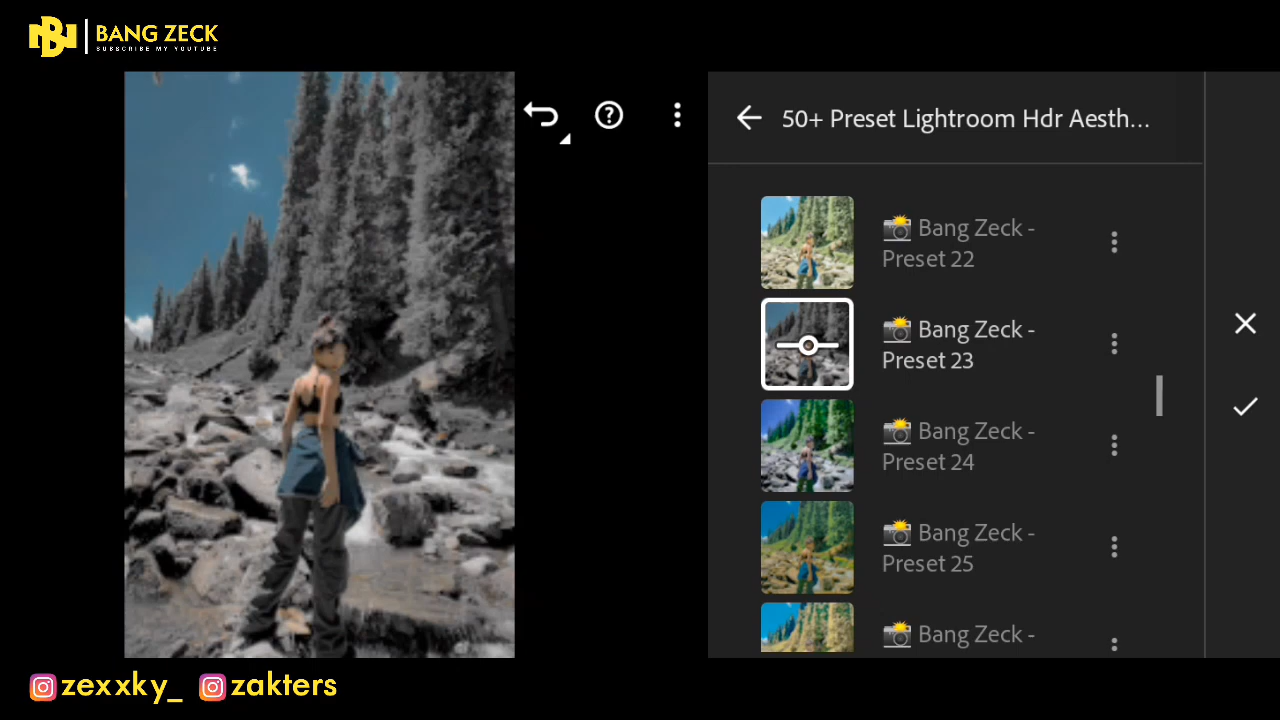 BANG ZECK
SUBSCRIBE MY YOUTUBE
50+ Preset Lightroom Hdr Aesth...
📸 Bang Zeck -
Preset 22
📸 Bang Zeck -
Preset 23
📸 Bang Zeck -
Preset 24
📸 Bang Zeck -
Preset 25
📸 Bang Zeck -
zexxky_ zakters